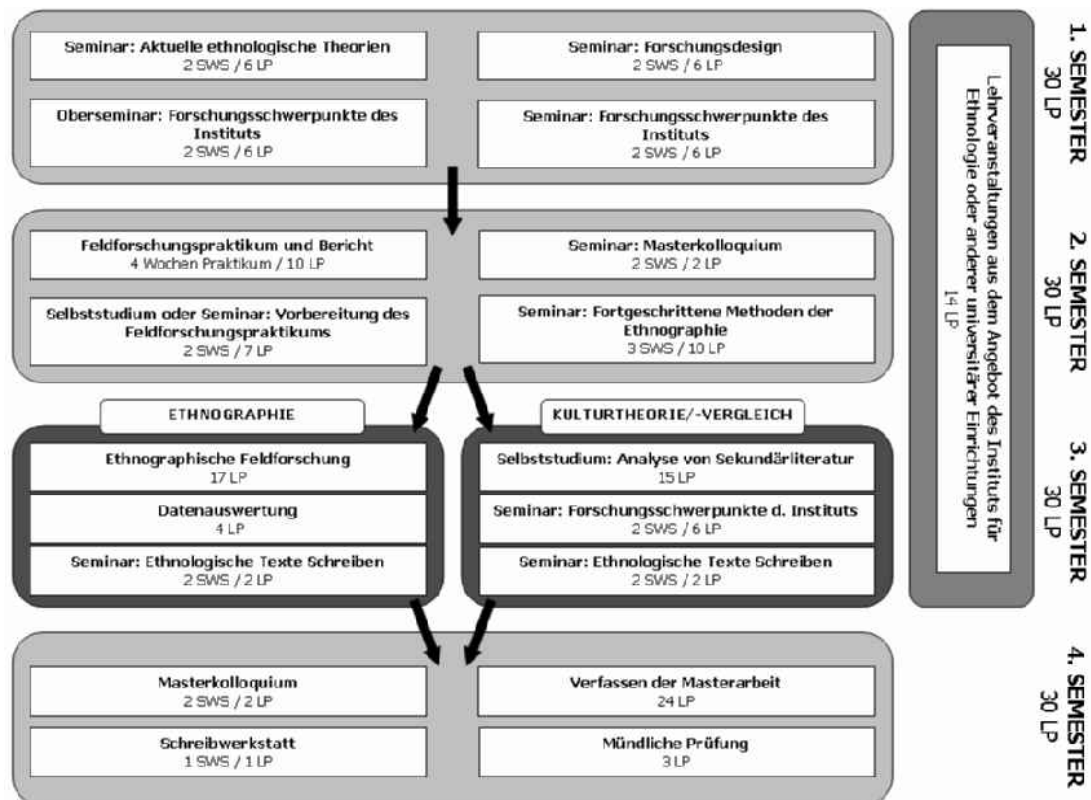 Seminar: Aktuelle ethnologische Theorien
2 SWS / 6 LP
Seminar: Forschungsdesign
2 SWS / 6 LP
Oberseminar: Forschungsschwerpunkte des
Instituts
2 SWS / 6 LP
Seminar: Forschungsschwerpunkte des
Instituts
2 SWS / 6 LP
Feldforschungspraktikum und Bericht
4 Wochen Praktikum / 10 LP
Seminar: Masterkolloquium
2 SWS / 2 LP
Selbststudium oder Seminar: Vorbereitung des
Feldforschungspraktikums
2 SWS / 7 LP
Seminar: Fortgeschrittene Methoden der
Ethnographie
3 SWS / 10 LP
ETHNOGRAPHIE
Ethnographische Feldforschung
17 LP
Datenauswertung
4 LP
Seminar: Ethnologische Texte Schreiben
2 SWS / 2 LP
KULTURTHEORIE/-VERGLEICH
Selbststudium: Analyse von Sekundärliteratur
15 LP
Seminar: Forschungsschwerpunkte d. Instituts
2 SWS / 6 LP
Seminar: Ethnologische Texte Schreiben
2 SWS / 2 LP
Masterkolloquium
2 SWS / 2 LP
Verfassen der Masterarbeit
24 LP
Schreibwerkstatt
1 SWS / 1 LP
Mündliche Prüfung
3 LP
Lehrveranstaltungen aus dem Angebot des Instituts für
Ethnologie oder anderer universitärer Einrichtungen
14 LP
1. SEMESTER
30 LP
2. SEMESTER
30 LP
3. SEMESTER
30 LP
4. SEMESTER
30 LP